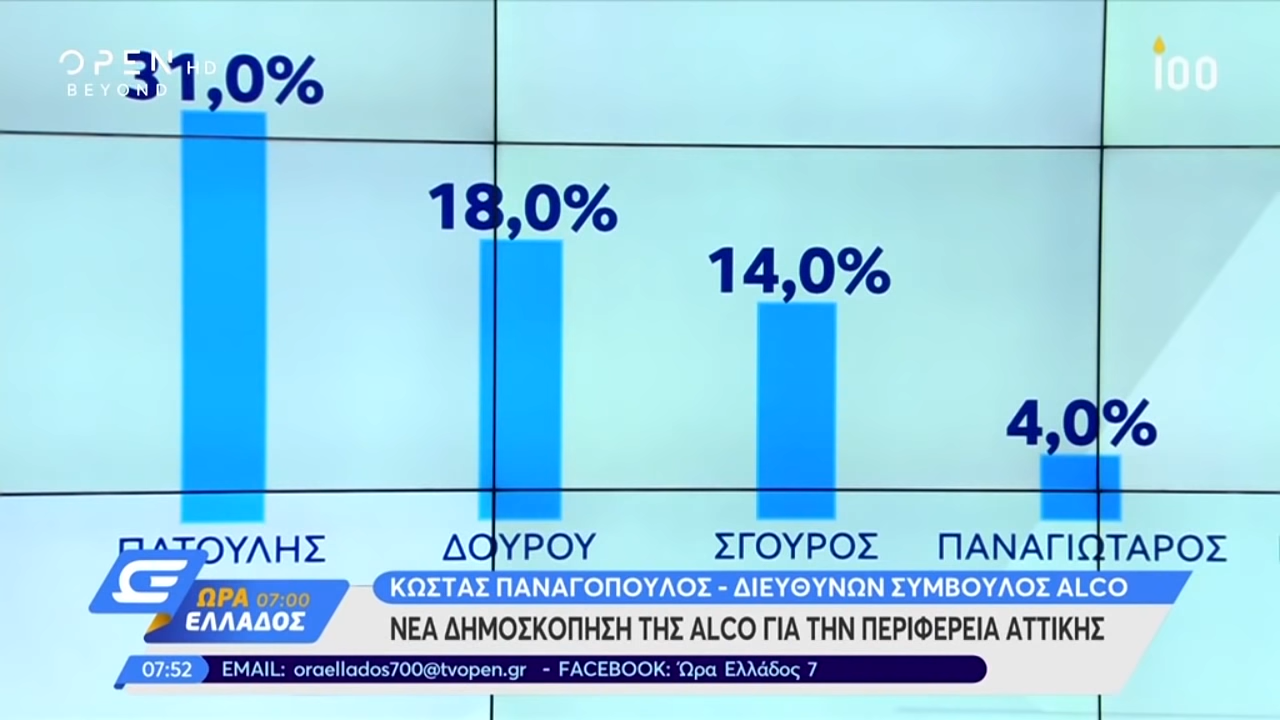 OPEN HD
BEYOND
100
31,0%
18,0%
14,0%
4,0%
ΠΑΤΟΥΛΗΣ
ΔΟΥΡΟΥ
ΣΓΟΥΡΟΣ
ΠΑΝΑΓΙΩΤΑΡΟΣ
ΩΡΑ 07:00
ΕΛΛΑΔΟΣ
ΚΩΣΤΑΣ ΠΑΝΑΓΟΠΟΥΛΟΣ - ΔΙΕΥΘΥΝΩΝ ΣΥΜΒΟΥΛΟΣ ALCO
ΝΕΑ ΔΗΜΟΣΚΟΠΗΣΗ ΤΗΣ ALCO ΓΙΑ ΤΗΝ ΠΕΡΙΦΕΡΕΙΑ ΑΤΤΙΚΗΣ
07:52 EMAIL: oraellados700@tvopen.gr - FACEBOOK: Ώρα Ελλάδος 7